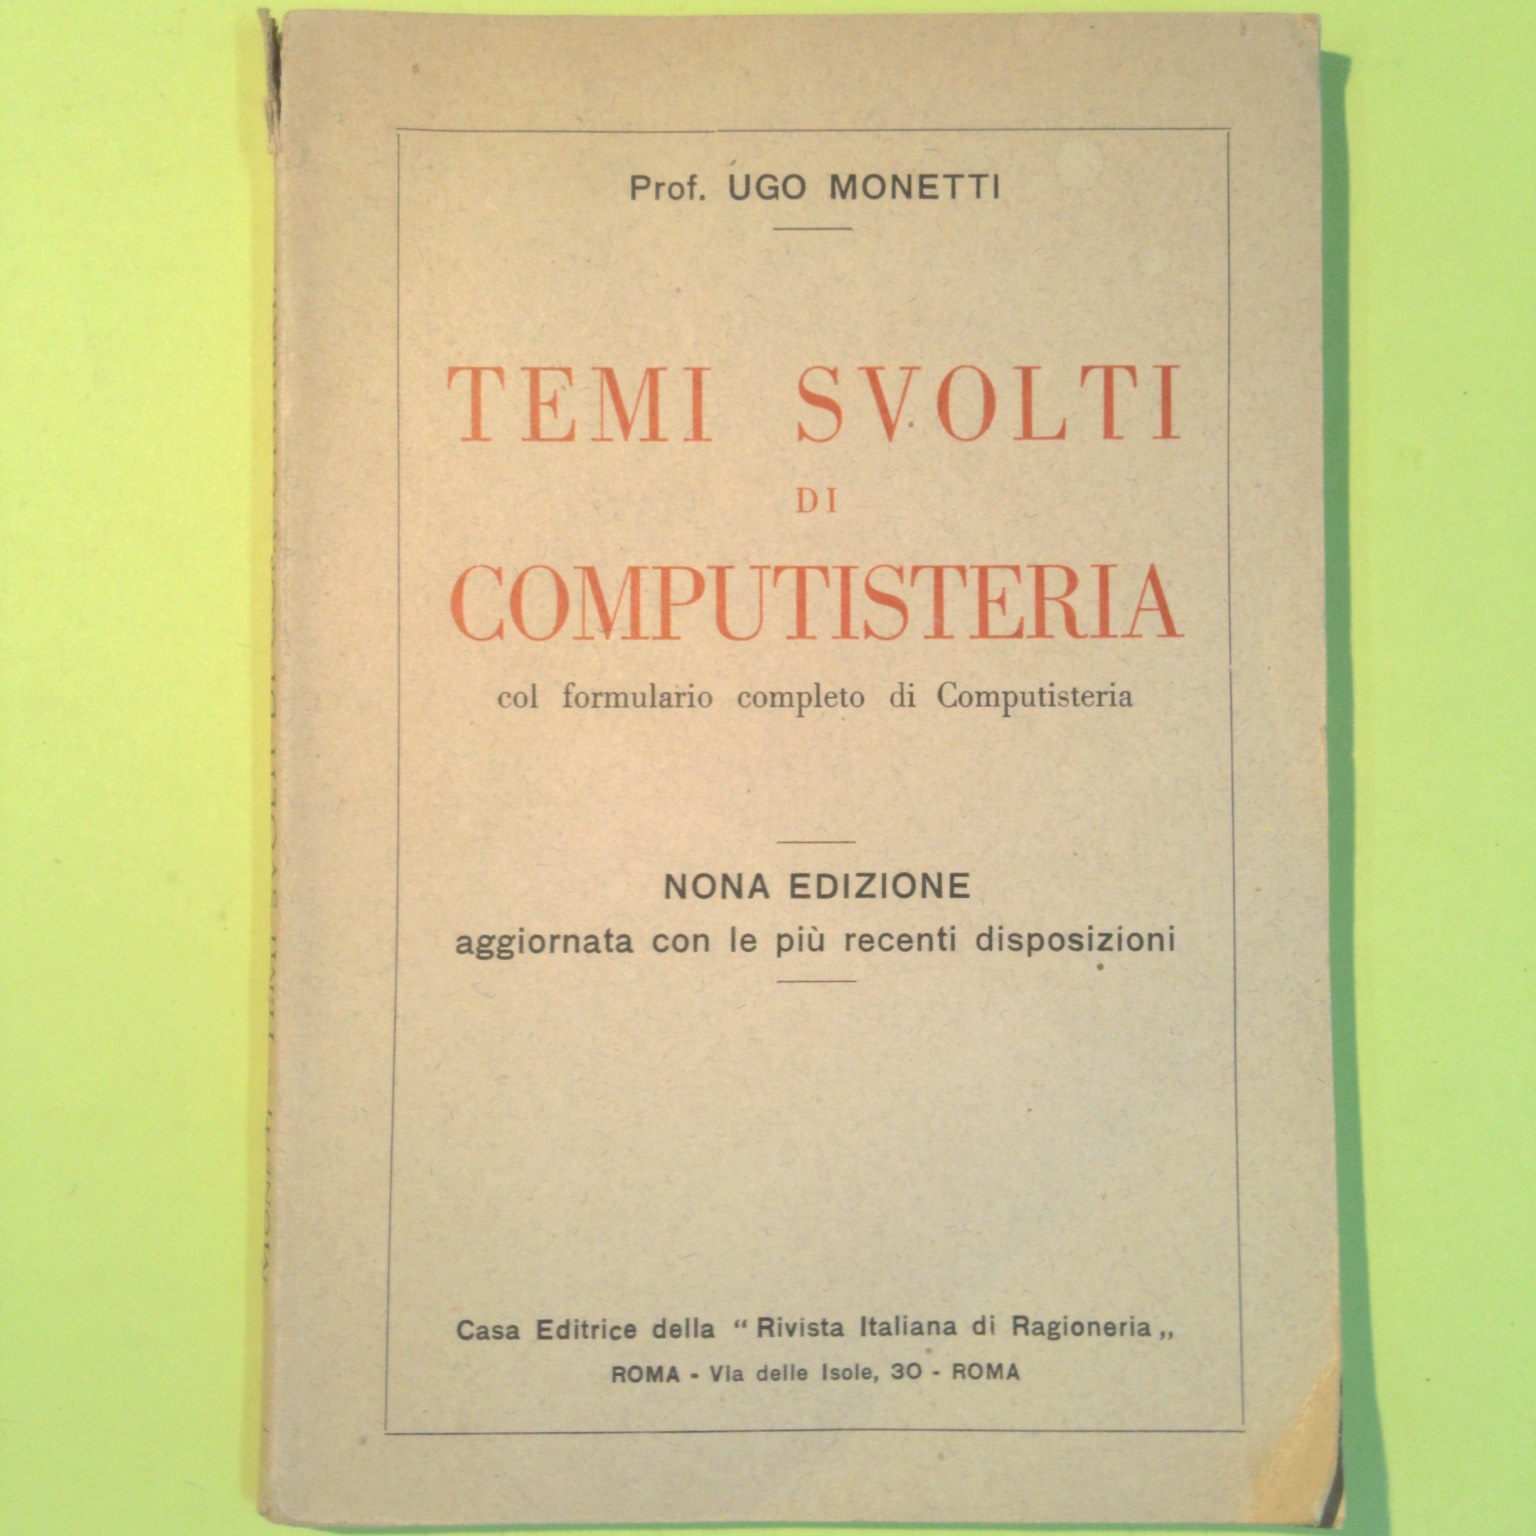 Prof. UGO MONETTI
TEMI SVOLTI
DI
COMPUTISTERIA
col formulario completo di Computisteria
NONA EDIZIONE
aggiornata con le più recenti disposizioni
Casa Editrice della “ Rivista Italiana di Ragioneria „
ROMA - Via delle Isole, 30 - ROMA